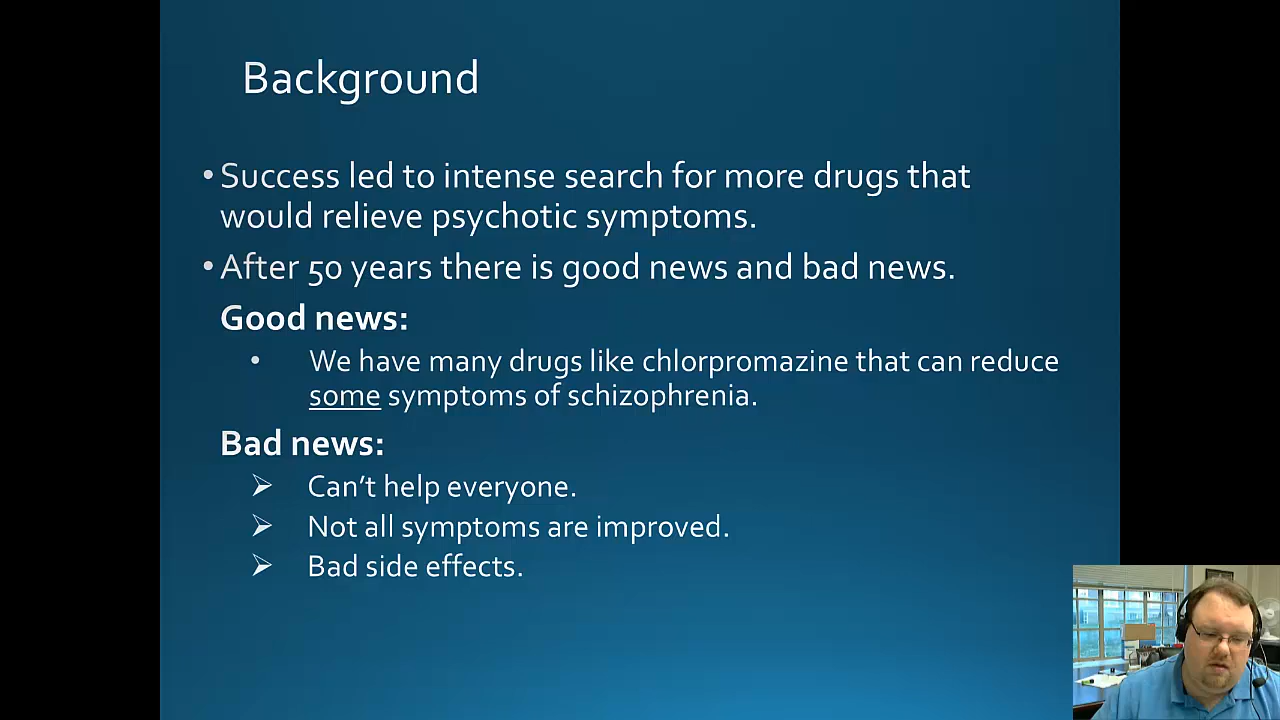 Background
• Success led to intense search for more drugs that
would relieve psychotic symptoms.
• After 50 years there is good news and bad news.
Good news:
• We have many drugs like chlorpromazine that can reduce
some symptoms of schizophrenia.
Bad news:
➢ Can’t help everyone.
➢ Not all symptoms are improved.
➢ Bad side effects.